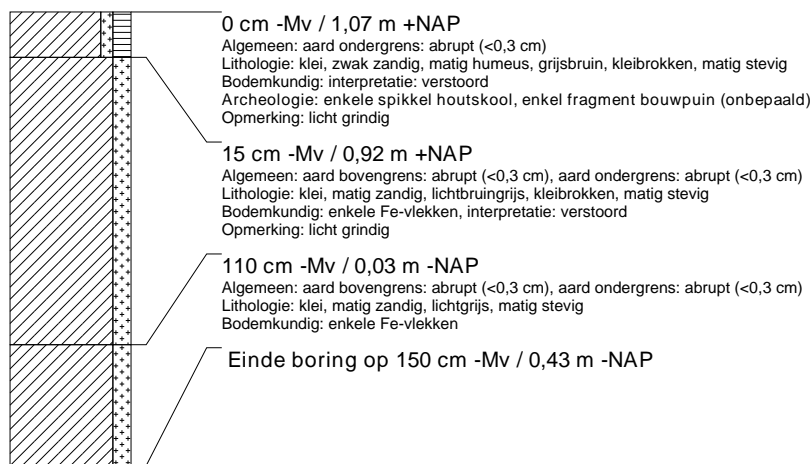 0 cm -Mv / 1,07 m +NAP
Algemeen: aard ondergrens: abrupt (<0,3 cm)
Lithologie: klei, zwak zandig, matig humeus, grijsbruin, kleibrokken, matig stevig
Bodemkundig: interpretatie: verstoord
Archeologie: enkele spikkel houtskool, enkel fragment bouwpuin (onbepaald)
Opmerking: licht grindig
15 cm -Mv / 0,92 m +NAP
Algemeen: aard bovengrens: abrupt (<0,3 cm), aard ondergrens: abrupt (<0,3 cm)
Lithologie: klei, matig zandig, lichtbruingrijs, kleibrokken, matig stevig
Bodemkundig: enkele Fe-vlekken, interpretatie: verstoord
Opmerking: licht grindig
110 cm -Mv / 0,03 m -NAP
Algemeen: aard bovengrens: abrupt (<0,3 cm), aard ondergrens: abrupt (<0,3 cm)
Lithologie: klei, matig zandig, lichtgrijs, matig stevig
Bodemkundig: enkele Fe-vlekken
Einde boring op 150 cm -Mv / 0,43 m -NAP